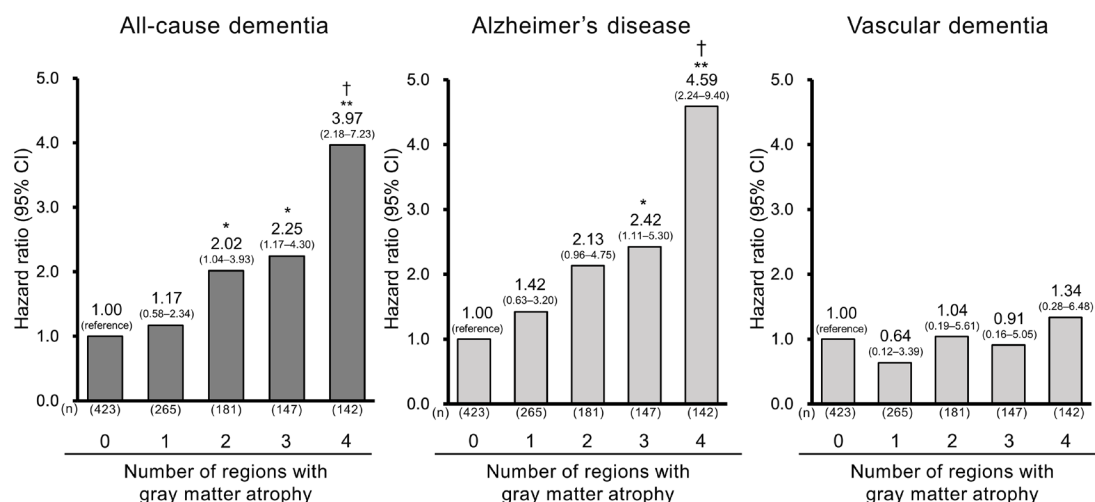 All-cause dementia
Hazard ratio (95% CI)
5.0
4.0
3.0
2.0
1.0
0.0
1.00
(reference)
1.17
(0.58–2.34)
*
2.02
(1.04–3.93)
*
2.25
(1.17–4.30)
†
**
3.97
(2.18–7.23)
(n) (423) (265) (181) (147) (142)
0 1 2 3 4
Number of regions with
gray matter atrophy
Alzheimer's disease
Hazard ratio (95% CI)
5.0
4.0
3.0
2.0
1.0
0.0
1.00
(reference)
1.42
(0.63–3.20)
2.13
(0.96–4.75)
*
2.42
(1.11–5.30)
†
**
4.59
(2.24–9.40)
(n) (423) (265) (181) (147) (142)
0 1 2 3 4
Number of regions with
gray matter atrophy
Vascular dementia
Hazard ratio (95% CI)
5.0
4.0
3.0
2.0
1.0
0.0
1.00
(reference)
0.64
(0.12–3.39)
1.04
(0.19–5.61)
0.91
(0.16–5.05)
1.34
(0.28–6.48)
(n) (423) (265) (181) (147) (142)
0 1 2 3 4
Number of regions with
gray matter atrophy